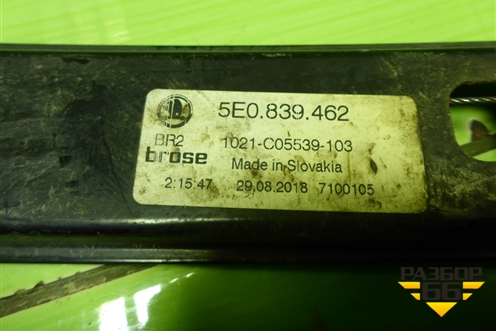 5E0.839.462
BR2 1021-C05539-103
brose Made in Slovakia
2:15:47 29.08.2018 7100105
РАЗБОР
66